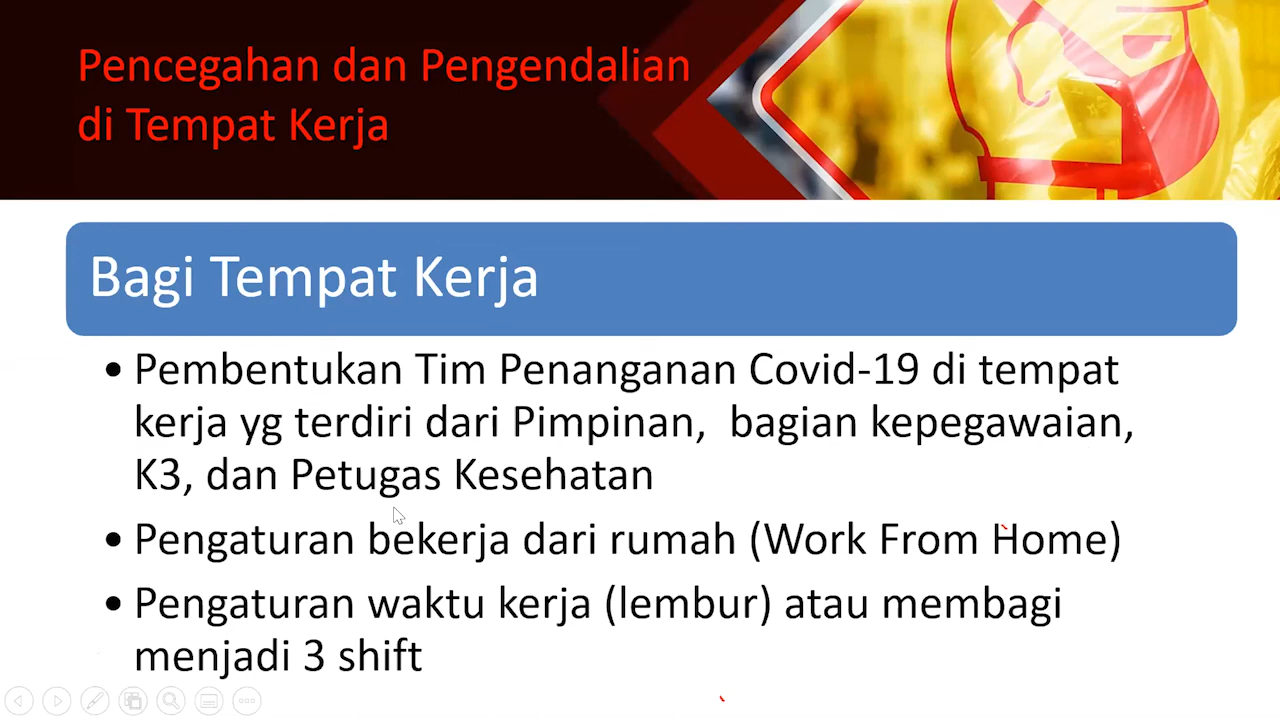 Pencegahan dan Pengendalian
di Tempat Kerja
Bagi Tempat Kerja
• Pembentukan Tim Penanganan Covid-19 di tempat
kerja yg terdiri dari Pimpinan,  bagian kepegawaian,
K3, dan Petugas Kesehatan
• Pengaturan bekerja dari rumah (Work From Home)
• Pengaturan waktu kerja (lembur) atau membagi
menjadi 3 shift